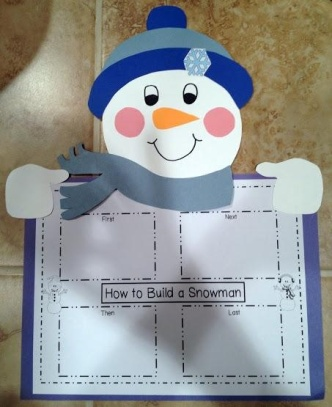 First Next
How to Build a Snowman
Then Last